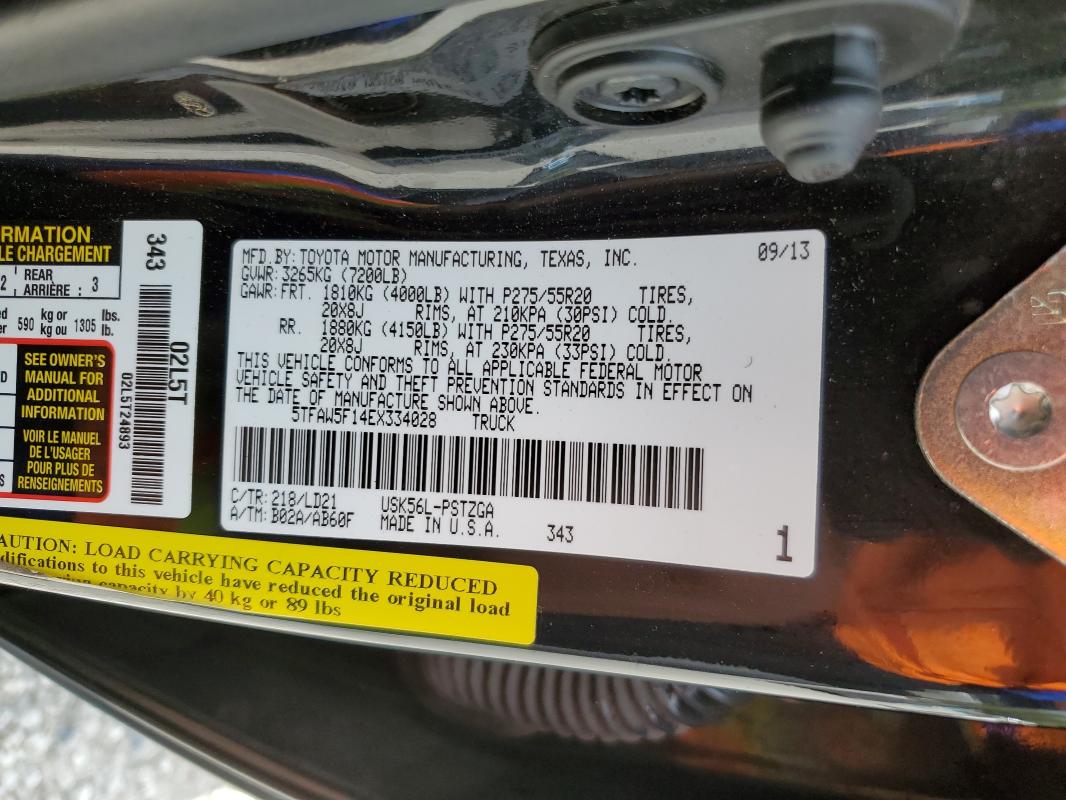 RMATION
LE CHARGEMENT
2 REAR ARRIÈRE : 3
590 kg or kg ou 1305 lbs. lb.
SEE OWNER'S
MANUAL FOR
ADDITIONAL
INFORMATION
VOIR LE MANUEL
DE L'USAGER
POUR PLUS DE
RENSEIGNEMENTS
343
02L5T
02L5T24893
MFD.BY: TOYOTA MOTOR MANUFACTURING, TEXAS, INC. 09/13
GVWR: 3265KG (7200LB)
GAWR: FRT. 1810KG (4000LB) WITH P275/55R20 TIRES,
20X8J RIMS, AT 210KPA (30PSI) COLD.
RR. 1880KG (4150LB) WITH P275/55R20 TIRES,
20X8J RIMS, AT 230KPA (33PSI) COLD.
THIS VEHICLE CONFORMS TO ALL APPLICABLE FEDERAL MOTOR
VEHICLE SAFETY AND THEFT PREVENTION STANDARDS IN EFFECT ON
THE DATE OF MANUFACTURE SHOWN ABOVE.
5TFAW5F14EX334028 TRUCK
C/TR: 218/LD21 USK56L-PSTZGA
A/TM: B02A/AB60F MADE IN U.S.A. 343 1
AUTION: LOAD CARRYING CAPACITY REDUCED
difications to this vehicle have reduced the original load
capacity by 40 kg or 89 lbs